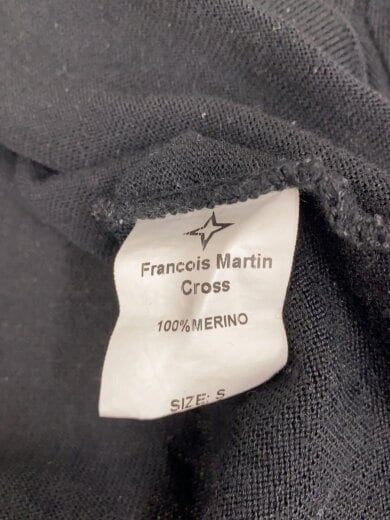 Francois Martin
Cross
100% MERINO
SIZE: S